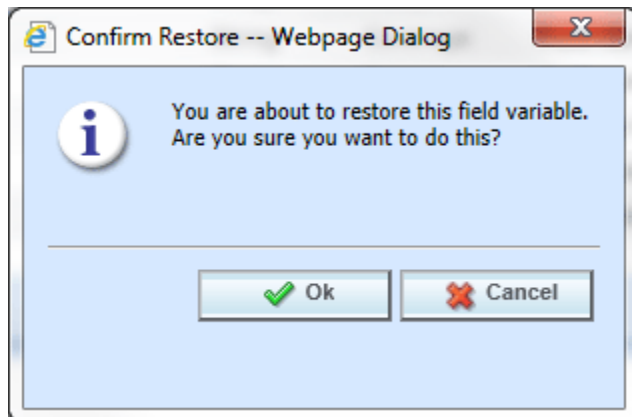 Confirm Restore -- Webpage Dialog
You are about to restore this field variable.
Are you sure you want to do this?
Ok
Cancel